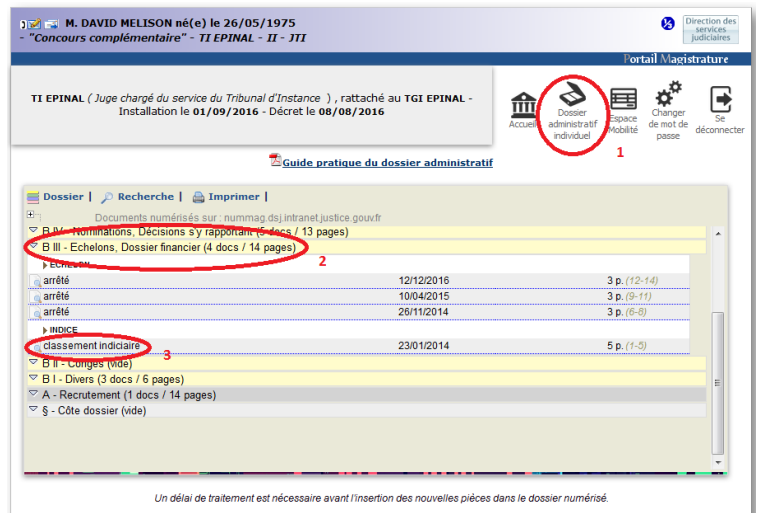 M. DAVID MELISON né(e) le 26/05/1975
- "Concours complémentaire" - TI EPINAL - II - JTI
½
Direction des
services
judiciaires
Portail Magistrature
TI EPINAL ( Juge chargé du service du Tribunal d'Instance ) , rattaché au TGI EPINAL -
Installation le 01/09/2016 - Décret le 08/08/2016
Accueil
Dossier
administratif
individuel
Espace
Mobilité
Changer
de mot de
passe
Se
déconnecter
1
Guide pratique du dossier administratif
Dossier | Recherche | Imprimer |
Documents numérisés sur : nummag.dsj.intranet.justice.gouv.fr
B IV - Nominations, Décisions s'y rapportant (5 docs / 13 pages)
B III - Echelons, Dossier financier (4 docs / 14 pages)
2
ECHELON
arrêté 12/12/2016 3 p. (12-14)
arrêté 10/04/2015 3 p. (9-11)
arrêté 26/11/2014 3 p. (6-8)
INDICE
classement indiciaire 23/01/2014 5 p. (1-5)
3
B II - Congés (vide)
B I - Divers (3 docs / 6 pages)
A - Recrutement (1 docs / 14 pages)
§ - Côte dossier (vide)
Un délai de traitement est nécessaire avant l'insertion des nouvelles pièces dans le dossier numérisé.